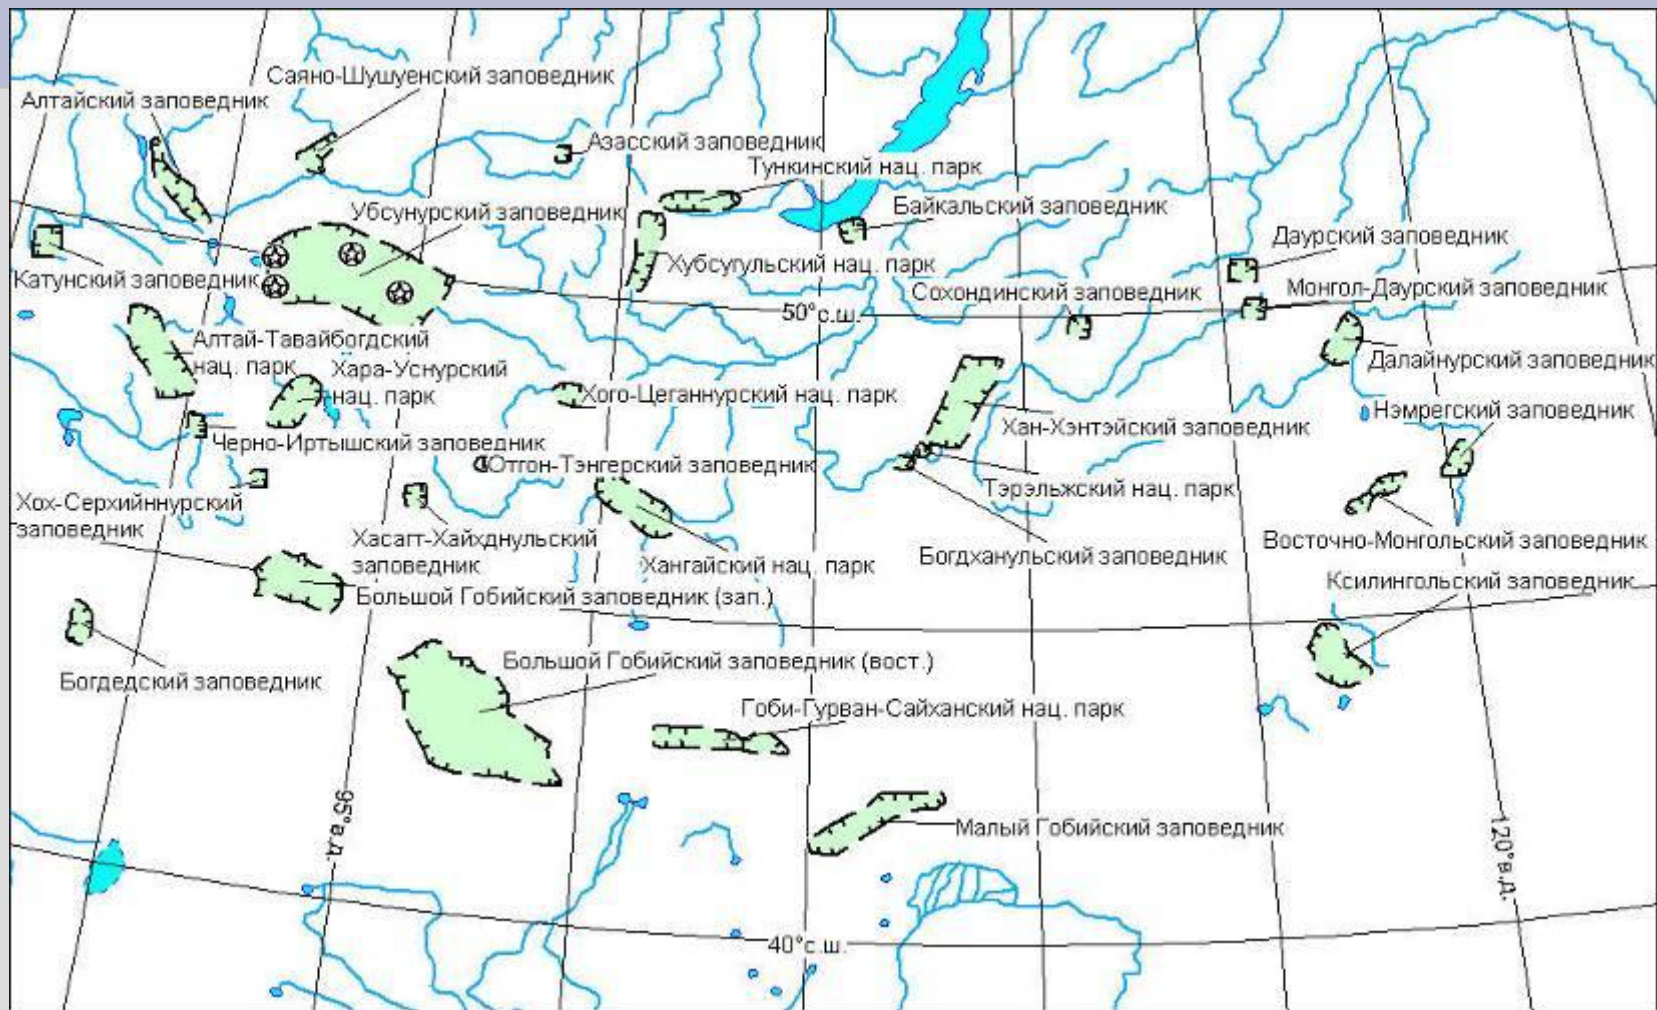 Саяно-Шушуенский заповедник
Алтайский заповедник
Азасский заповедник
Тункинский нац. парк
Убсунурский заповедник
Байкальский заповедник
Даурский заповедник
Катунский заповедник
Хубсугульский нац. парк
Сохондинский заповедник
Монгол-Даурский заповедник
50°с.ш.
Алтай-Тавайбогдский
нац. парк
Хара-Уснурский
нац. парк
Далайнурский заповедник
Хого-Цеганнурский нац. парк
Нэмрегский заповедник
Хан-Хэнтэйский заповедник
Черно-Иртышский заповедник
Отгон-Тэнгерский заповедник
Тэрэльжский нац. парк
Хох-Серхийннурский
заповедник
Хасагт-Хайхднульский
заповедник
Хангайский нац. парк
Богдханульский заповедник
Восточно-Монгольский заповедник
Ксилингольский заповедник
Большой Гобийский заповедник (зап.)
Богдедский заповедник
Большой Гобийский заповедник (вост.)
Гоби-Гурван-Сайханский нац. парк
95°в.д.
Малый Гобийский заповедник
120°в.д.
40°с.ш.